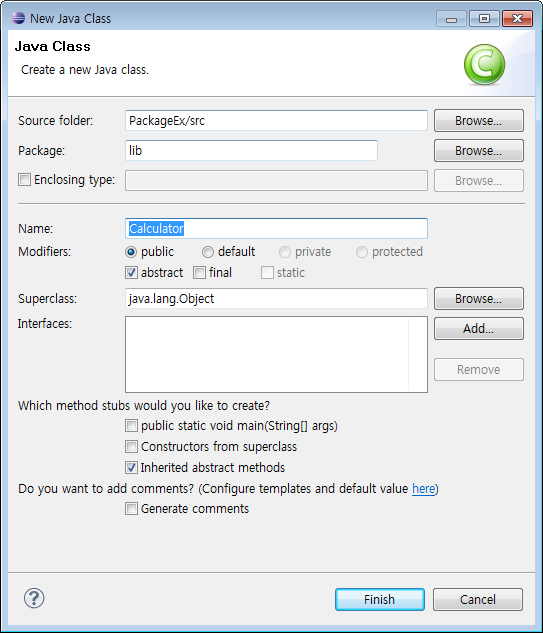 New Java Class
Java Class
Create a new Java class.
Source folder: PackageEx/src Browse...
Package: lib Browse...
Enclosing type: Browse...
Name: Calculator
Modifiers: public default private protected
abstract final static
Superclass: java.lang.Object Browse...
Interfaces: Add...
Remove
Which method stubs would you like to create?
public static void main(String[] args)
Constructors from superclass
Inherited abstract methods
Do you want to add comments? (Configure templates and default value here)
Generate comments
? Finish Cancel